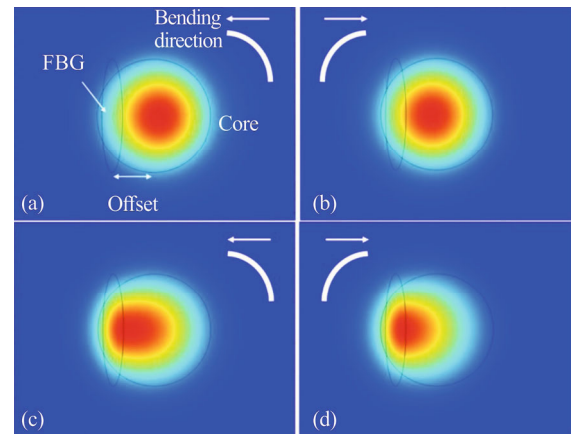 Bending
direction
FBG
Core
Offset
(a)
(b)
(c)
(d)